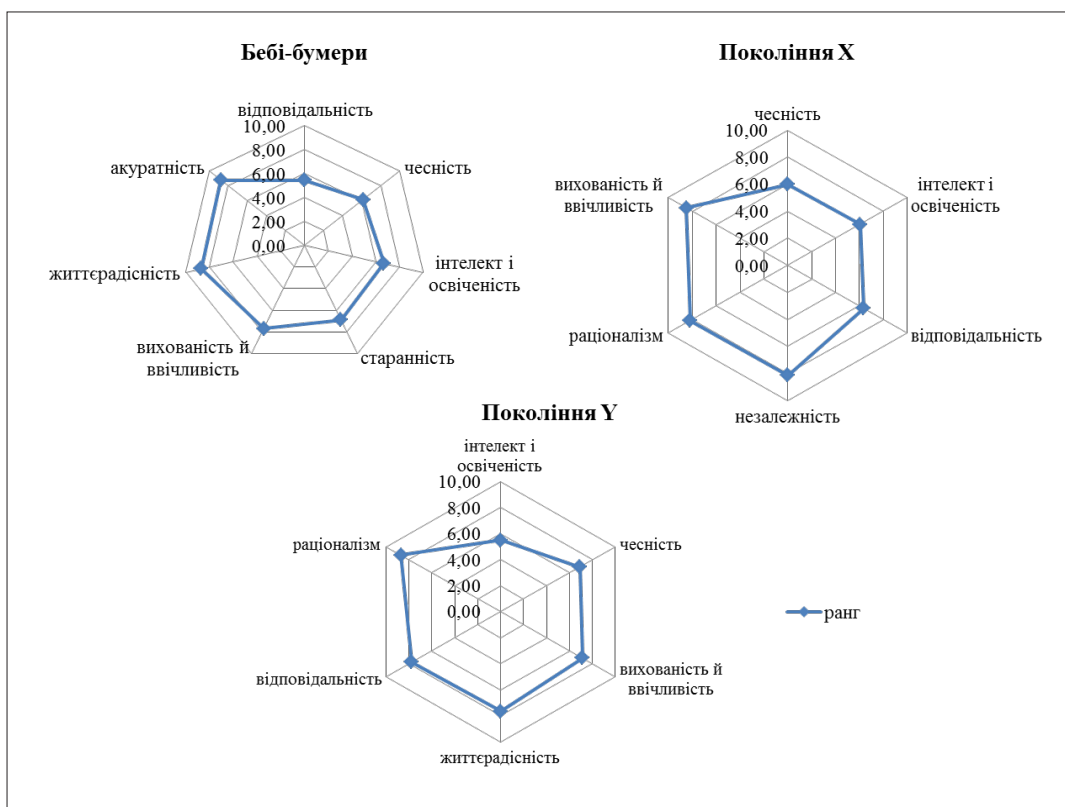 Бебі-бумери
відповідальність
10,00
8,00
6,00
4,00
2,00
0,00
чесність
інтелект і
освіченість
старанність
вихованість й
ввічливість
життєрадісність
акуратність
Покоління X
чесність
10,00
8,00
6,00
4,00
2,00
0,00
інтелект і
освіченість
відповідальність
незалежність
раціоналізм
вихованість й
ввічливість
Покоління Y
інтелект і
освіченість
10,00
8,00
6,00
4,00
2,00
0,00
чесність
вихованість й
ввічливість
життєрадісність
відповідальність
раціоналізм
ранг